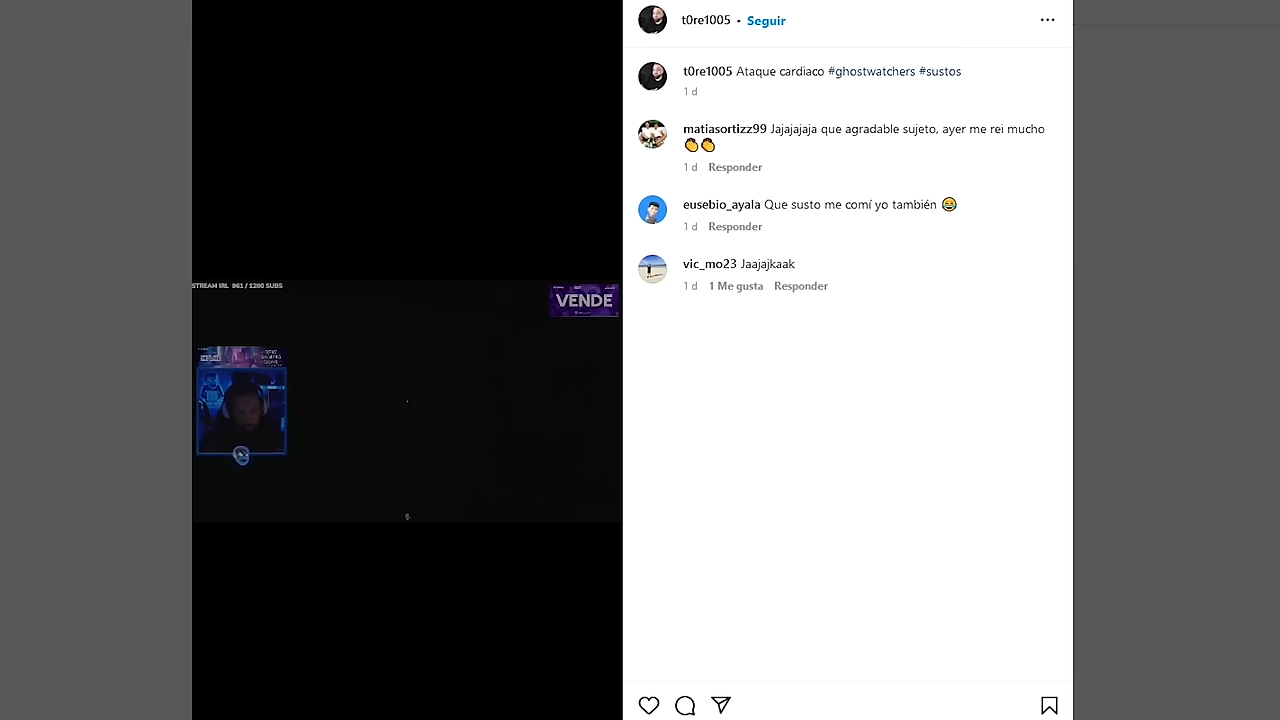 t0re1005 • Seguir
t0re1005 Ataque cardiaco #ghostwatchers #sustos
1 d
matiasortizz99 Jajajajaja que agradable sujeto, ayer me rei mucho
👏👏
1 d Responder
eusebio_ayala Que susto me comí yo también 😂
1 d Responder
vic_mo23 Jaajajkaak
1 d 1 Me gusta Responder
STREAM IRL 961 / 1200 SUBS
VENDE